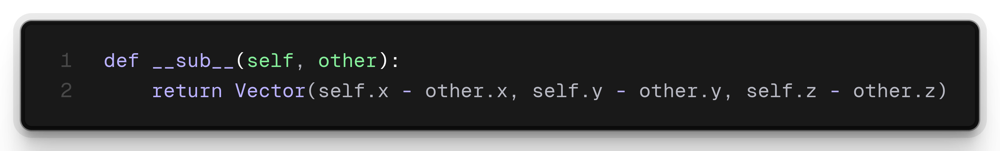 1 def __sub__(self, other):
2     return Vector(self.x - other.x, self.y - other.y, self.z - other.z)